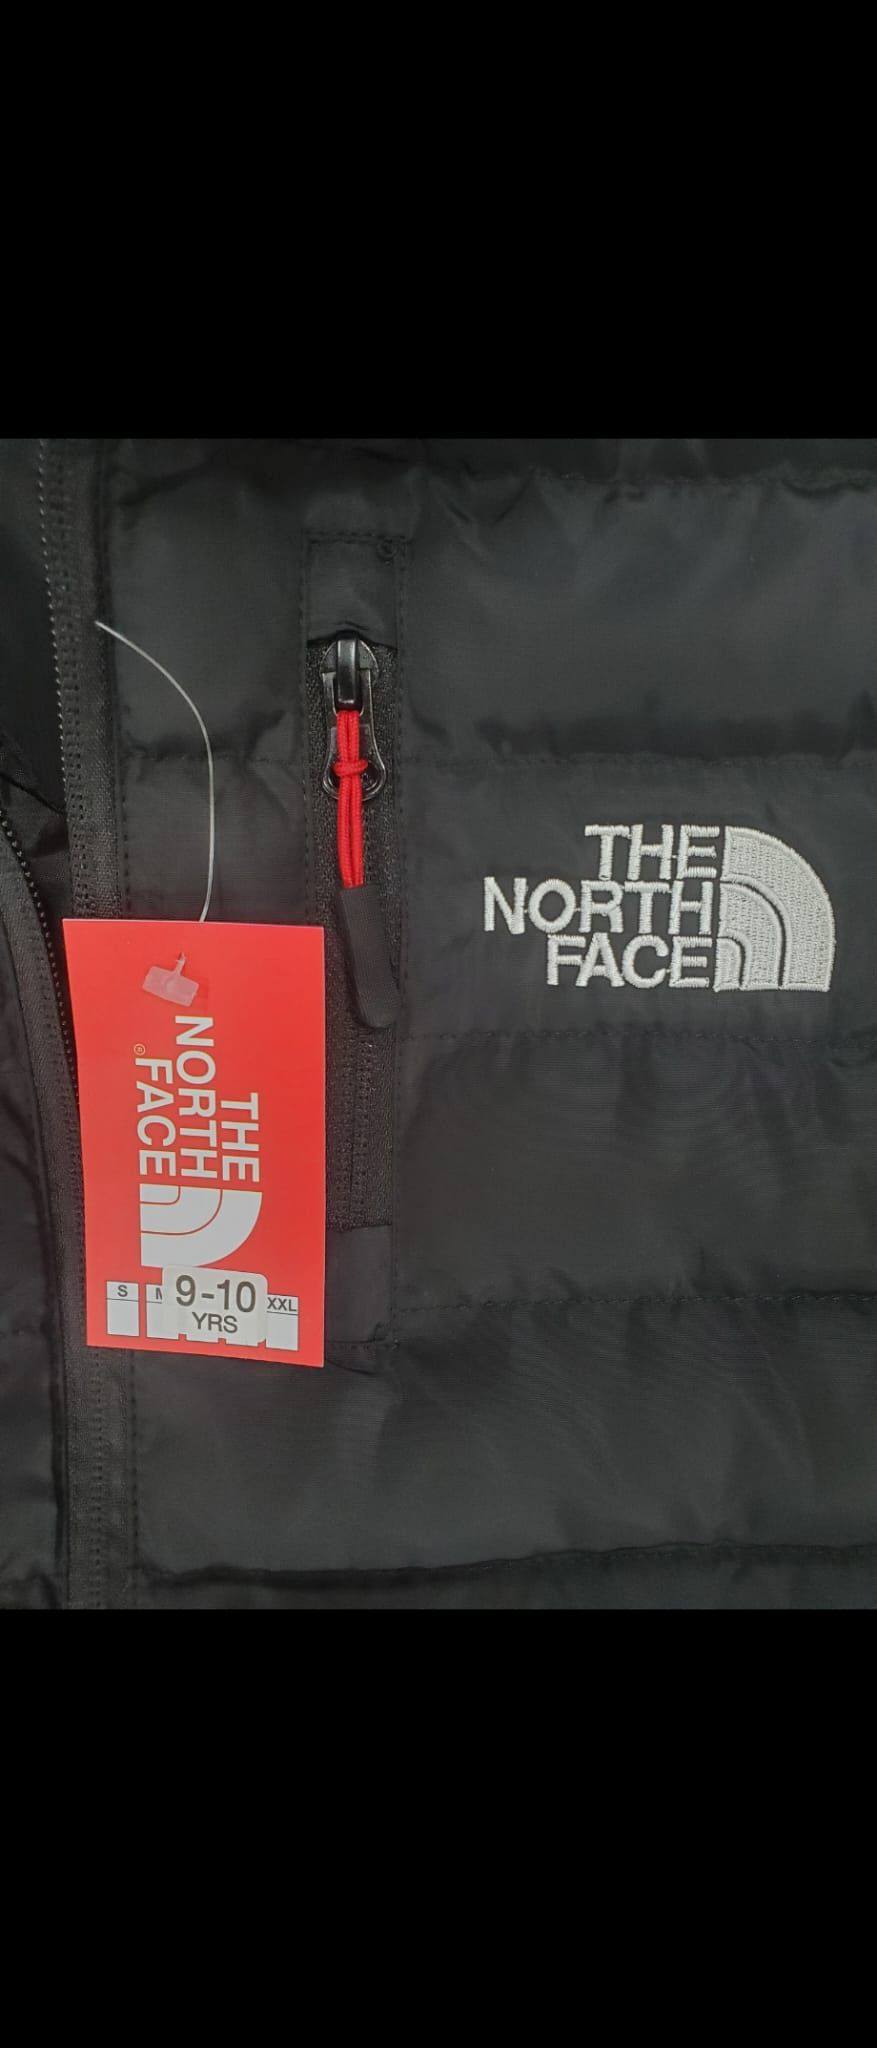 THE
NORTH
FACE
THE
NORTH
FACE®
S
9-10
YRS
XXL